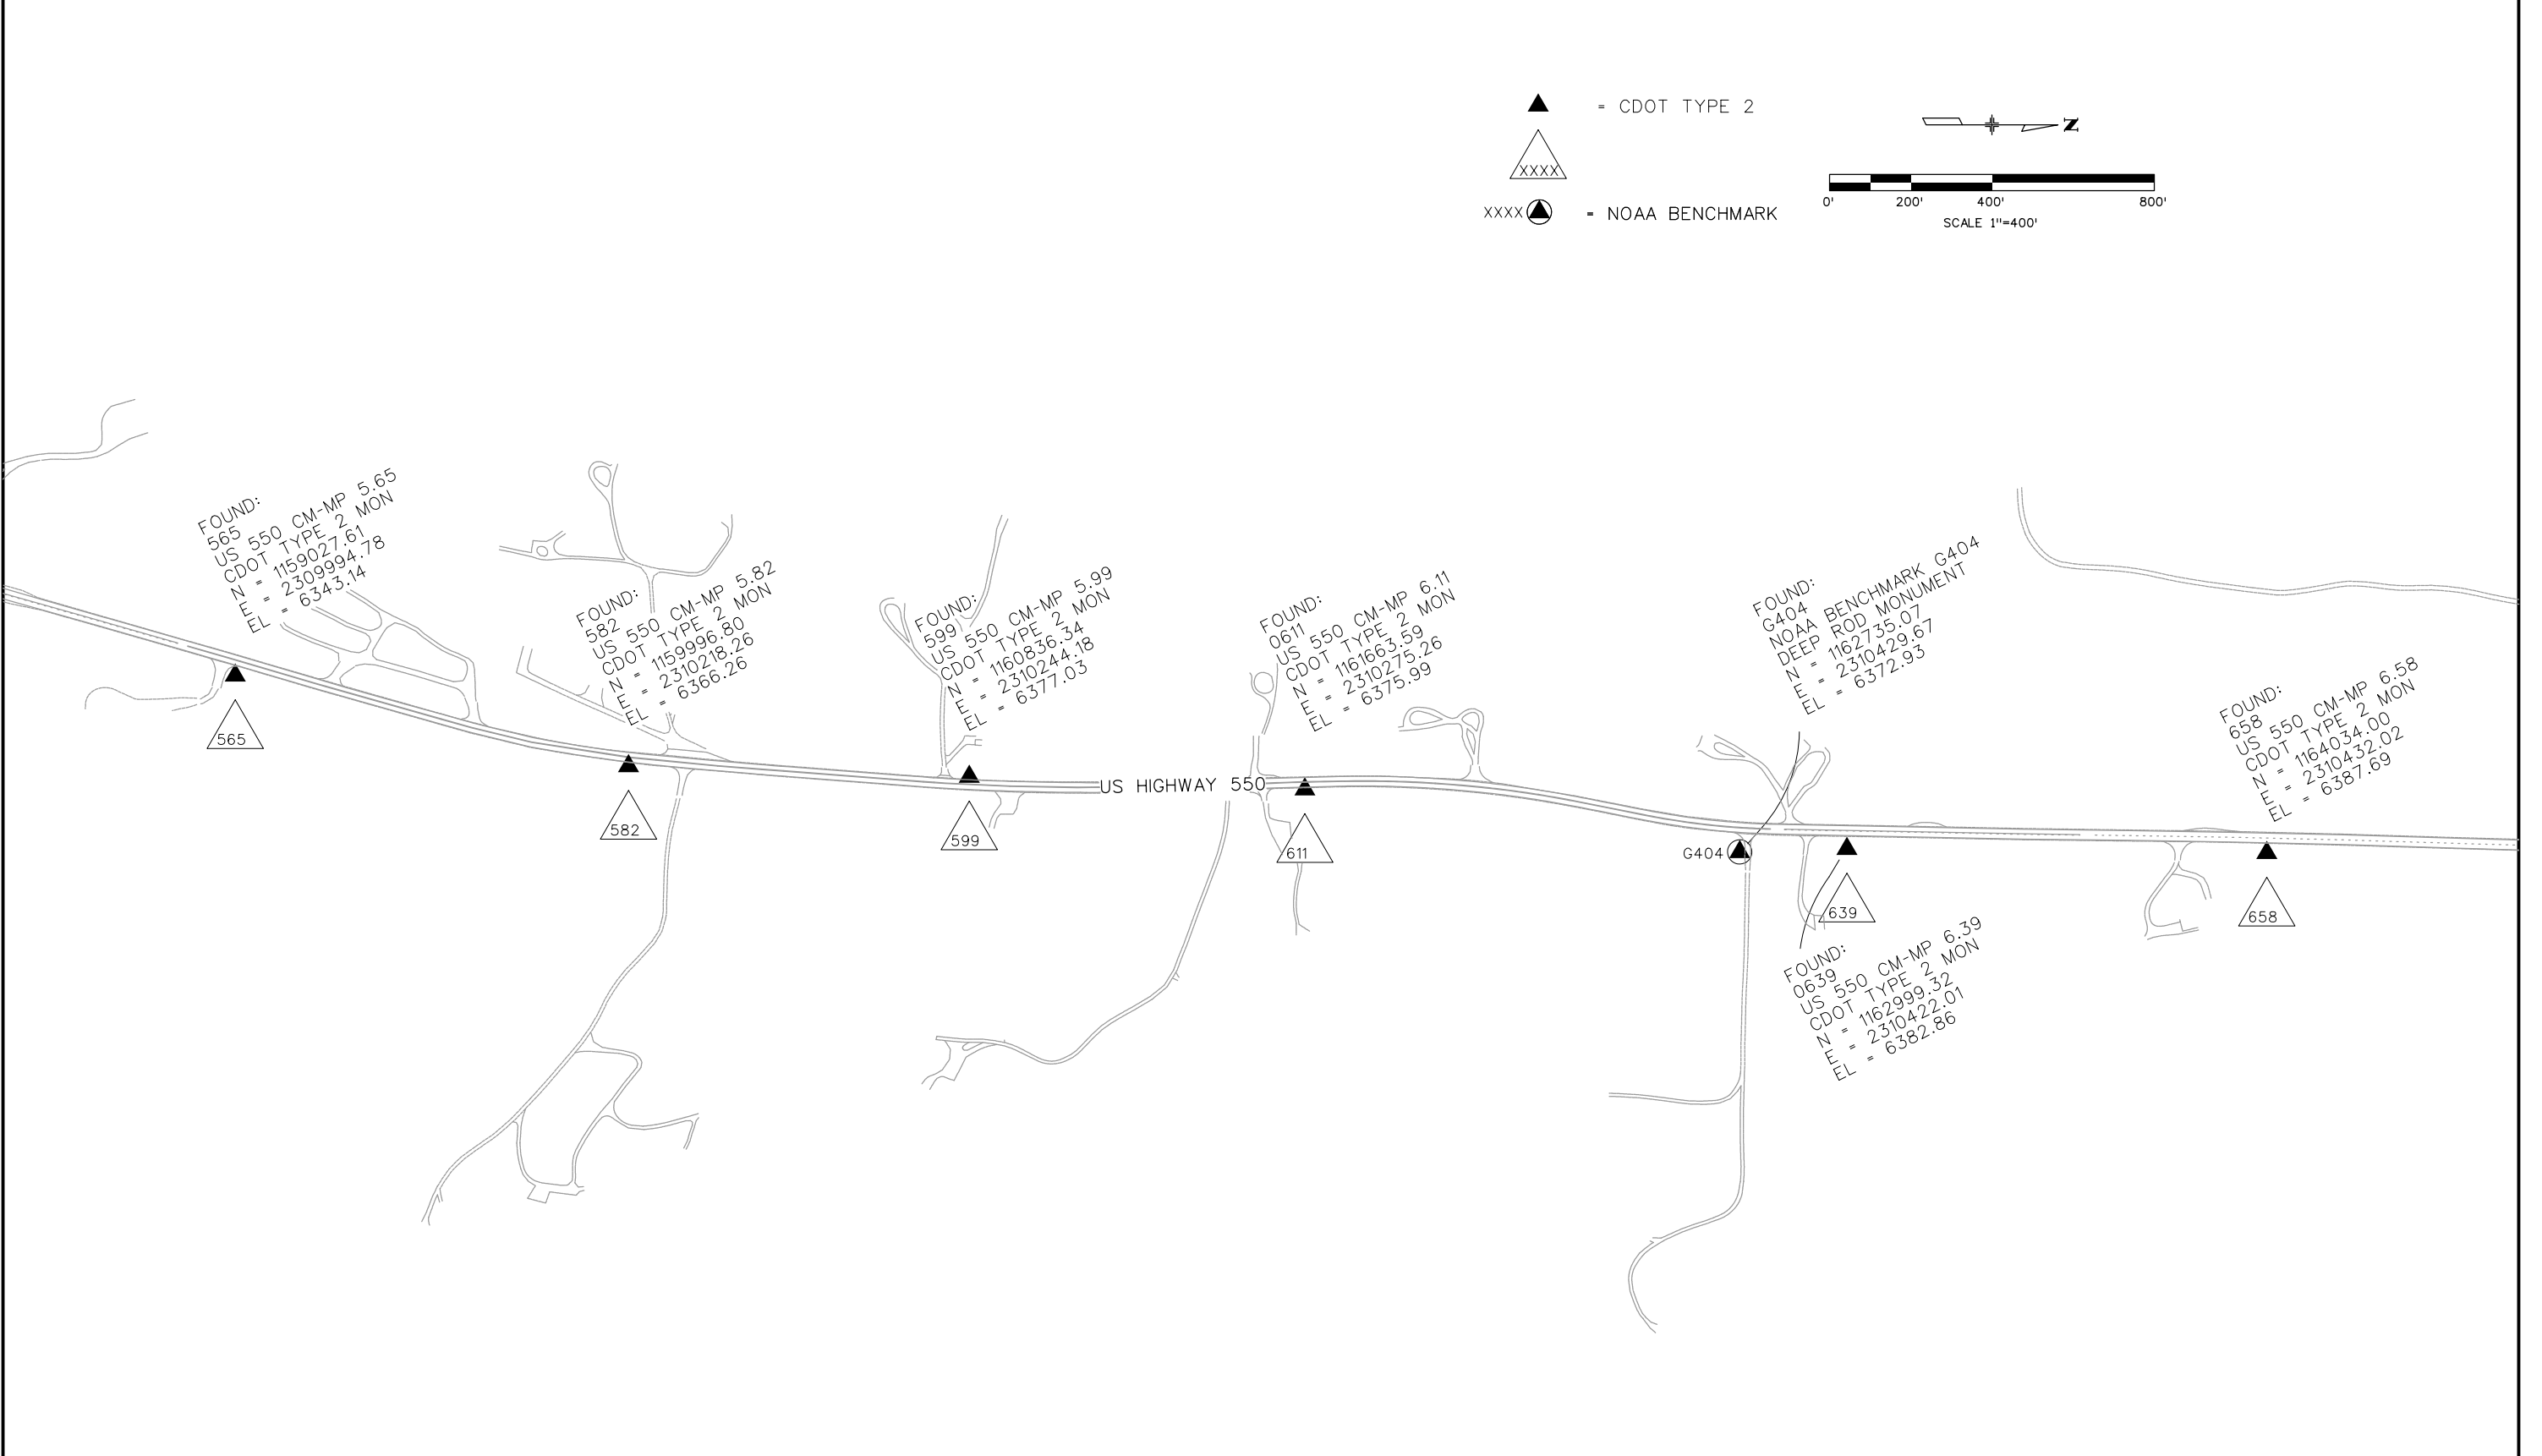 = CDOT TYPE 2
XXXX
XXXX = NOAA BENCHMARK
N
0' 200' 400' 800'
SCALE 1"=400'
FOUND:
565
US 550 CM-MP 5.65
CDOT TYPE 2 MON
N = 1159027.61
E = 2309994.78
EL = 6343.14
565
FOUND:
582
US 550 CM-MP 5.82
CDOT TYPE 2 MON
N = 1159996.80
E = 2310218.26
EL = 6366.26
582
FOUND:
599
US 550 CM-MP 5.99
CDOT TYPE 2 MON
N = 1160836.34
E = 2310244.18
EL = 6377.03
599
US HIGHWAY 550
FOUND:
0611
US 550 CM-MP 6.11
CDOT TYPE 2 MON
N = 1161663.59
E = 2310275.26
EL = 6375.99
611
FOUND:
G404
NOAA BENCHMARK G404
DEEP ROD MONUMENT
N = 1162735.07
E = 2310429.67
EL = 6372.93
G404
639
FOUND:
0639
US 550 CM-MP 6.39
CDOT TYPE 2 MON
N = 1162999.32
E = 2310422.01
EL = 6382.86
FOUND:
658
US 550 CM-MP 6.58
CDOT TYPE 2 MON
N = 1164034.00
E = 2310432.02
EL = 6387.69
658